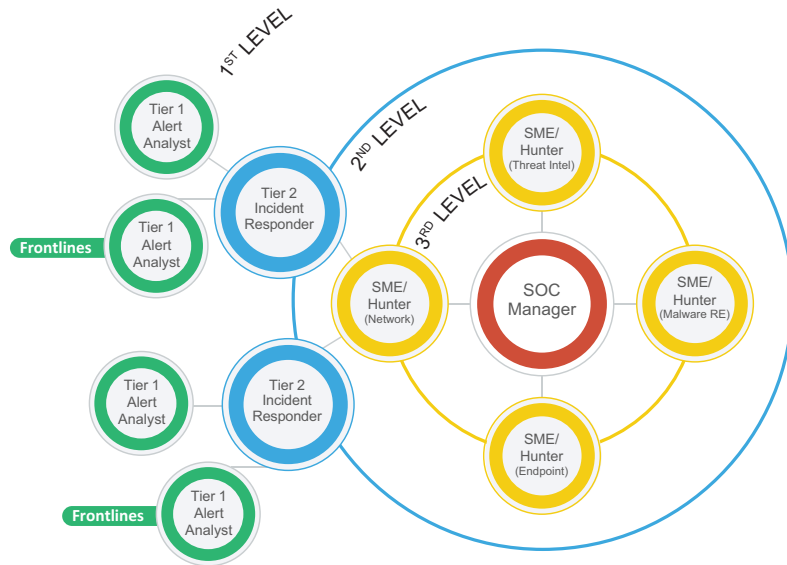 1ST LEVEL
2ND LEVEL
3RD LEVEL
Tier 1
Alert
Analyst
Tier 1
Alert
Analyst
Frontlines
Tier 2
Incident
Responder
Tier 1
Alert
Analyst
Tier 1
Alert
Analyst
Frontlines
Tier 2
Incident
Responder
SME/
Hunter
(Threat Intel)
SME/
Hunter
(Network)
SOC
Manager
SME/
Hunter
(Malware RE)
SME/
Hunter
(Endpoint)